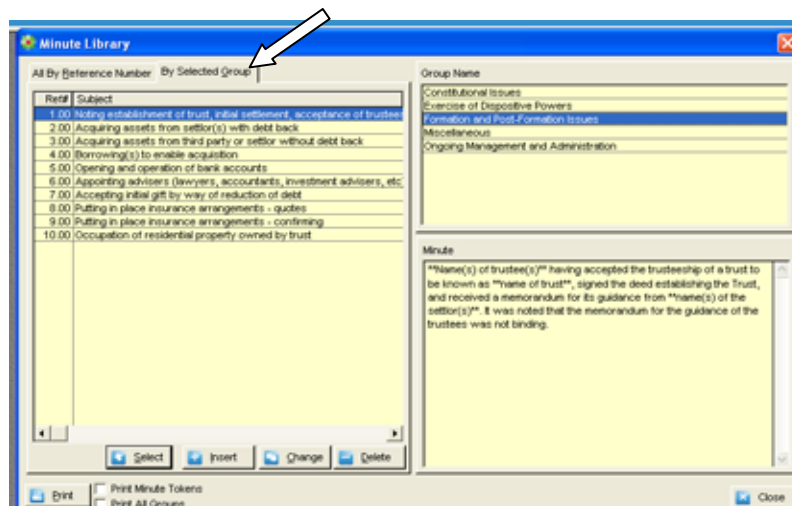 Minute Library
All By Reference Number By Selected Group
Ref# Subject
1.00 Noting establishment of trust, initial settlement, acceptance of trustees
2.00 Acquiring assets from settlor(s) with debt back
3.00 Acquiring assets from third party or settlor without debt back
4.00 Borrowing(s) to enable acquisition
5.00 Opening and operation of bank accounts
6.00 Appointing advisers (lawyers, accountants, investment advisers, etc
7.00 Accepting initial gift by way of reduction of debt
8.00 Putting in place insurance arrangements - quotes
9.00 Putting in place insurance arrangements - confirming
10.00 Occupation of residential property owned by trust
Select Insert Change Delete
Print Print Minute Tokens
Print All Groups
Group Name
Constitutional Issues
Exercise of Dispositive Powers
Formation and Post-Formation Issues
Miscellaneous
Ongoing Management and Administration
Minute
**Name(s) of trustee(s)** having accepted the trusteeship of a trust to
be known as **name of trust**, signed the deed establishing the Trust,
and received a memorandum for its guidance from **name(s) of the
settlor(s)**. It was noted that the memorandum for the guidance of the
trustees was not binding.
Close